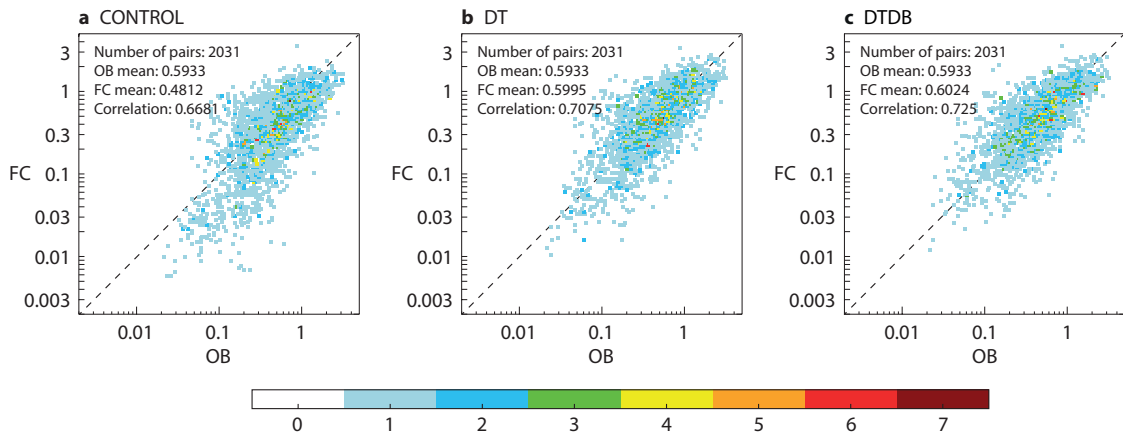 a CONTROL
Number of pairs: 2031
OB mean: 0.5933
FC mean: 0.4812
Correlation: 0.6681
3
1
0.3
FC
0.1
0.03
0.01
0.003
0.01 0.1 1
OB
b DT
Number of pairs: 2031
OB mean: 0.5933
FC mean: 0.5995
Correlation: 0.7075
3
1
0.3
FC
0.1
0.03
0.01
0.003
0.01 0.1 1
OB
c DTDB
Number of pairs: 2031
OB mean: 0.5933
FC mean: 0.6024
Correlation: 0.725
3
1
0.3
FC
0.1
0.03
0.01
0.003
0.01 0.1 1
OB
0 1 2 3 4 5 6 7